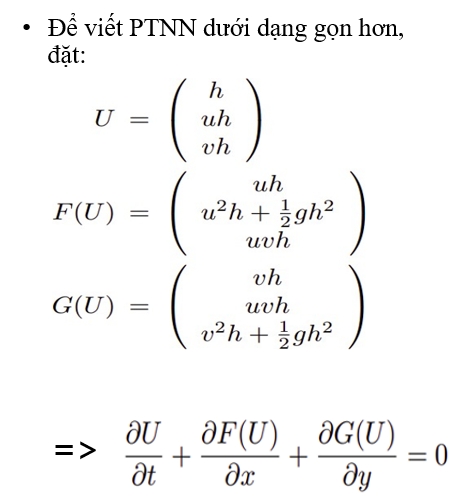 • Để viết PTNN dưới dạng gọn hơn,
đặt:
U = ( h
uh
vh )
F(U) = ( uh
u²h + ½gh²
uvh )
G(U) = ( vh
uvh
v²h + ½gh² )
=> ∂U/∂t + ∂F(U)/∂x + ∂G(U)/∂y = 0